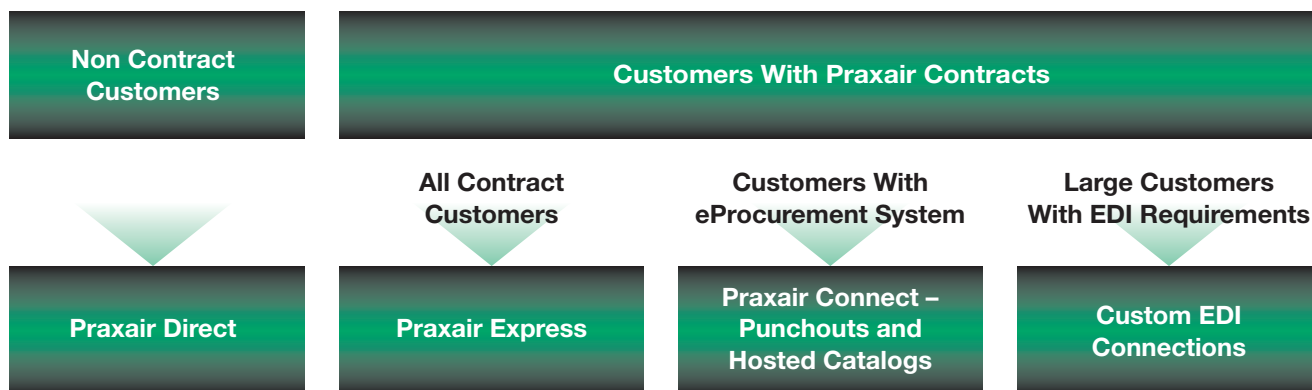 Non Contract
Customers
Customers With Praxair Contracts
All Contract
Customers
Customers With
eProcurement System
Large Customers
With EDI Requirements
Praxair Direct
Praxair Express
Praxair Connect –
Punchouts and
Hosted Catalogs
Custom EDI
Connections